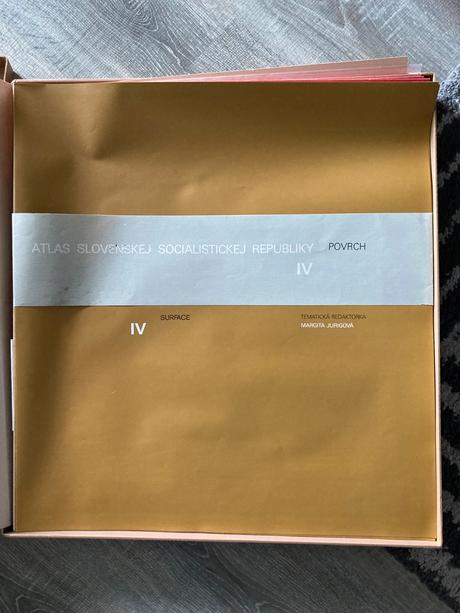 ATLAS SLOVENSKEJ SOCIALISTICKEJ REPUBLIKY POVRCH
IV
SURFACE
IV
TEMATICKÁ REDAKTORKA
MARGITA JURIGOVÁ